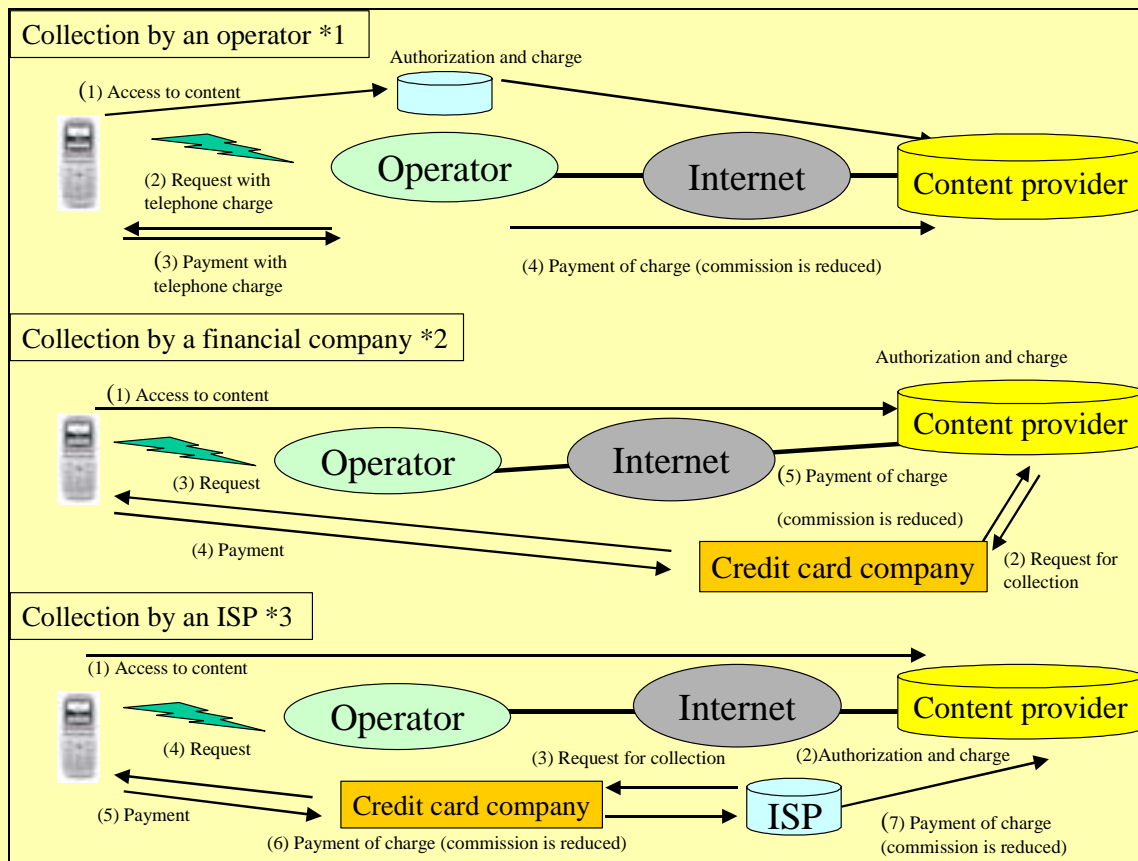 Collection by an operator *1
Authorization and charge
(1) Access to content
Operator
Internet
Content provider
(2) Request with
telephone charge
(3) Payment with
telephone charge
(4) Payment of charge (commission is reduced)
Collection by a financial company *2
Authorization and charge
(1) Access to content
Content provider
Operator
Internet
(3) Request
(5) Payment of charge
(commission is reduced)
(4) Payment
Credit card company
(2) Request for
collection
Collection by an ISP *3
(1) Access to content
Operator
Internet
Content provider
(4) Request
(3) Request for collection
(2)Authorization and charge
(5) Payment
Credit card company
ISP
(6) Payment of charge (commission is reduced)
(7) Payment of charge
(commission is reduced)